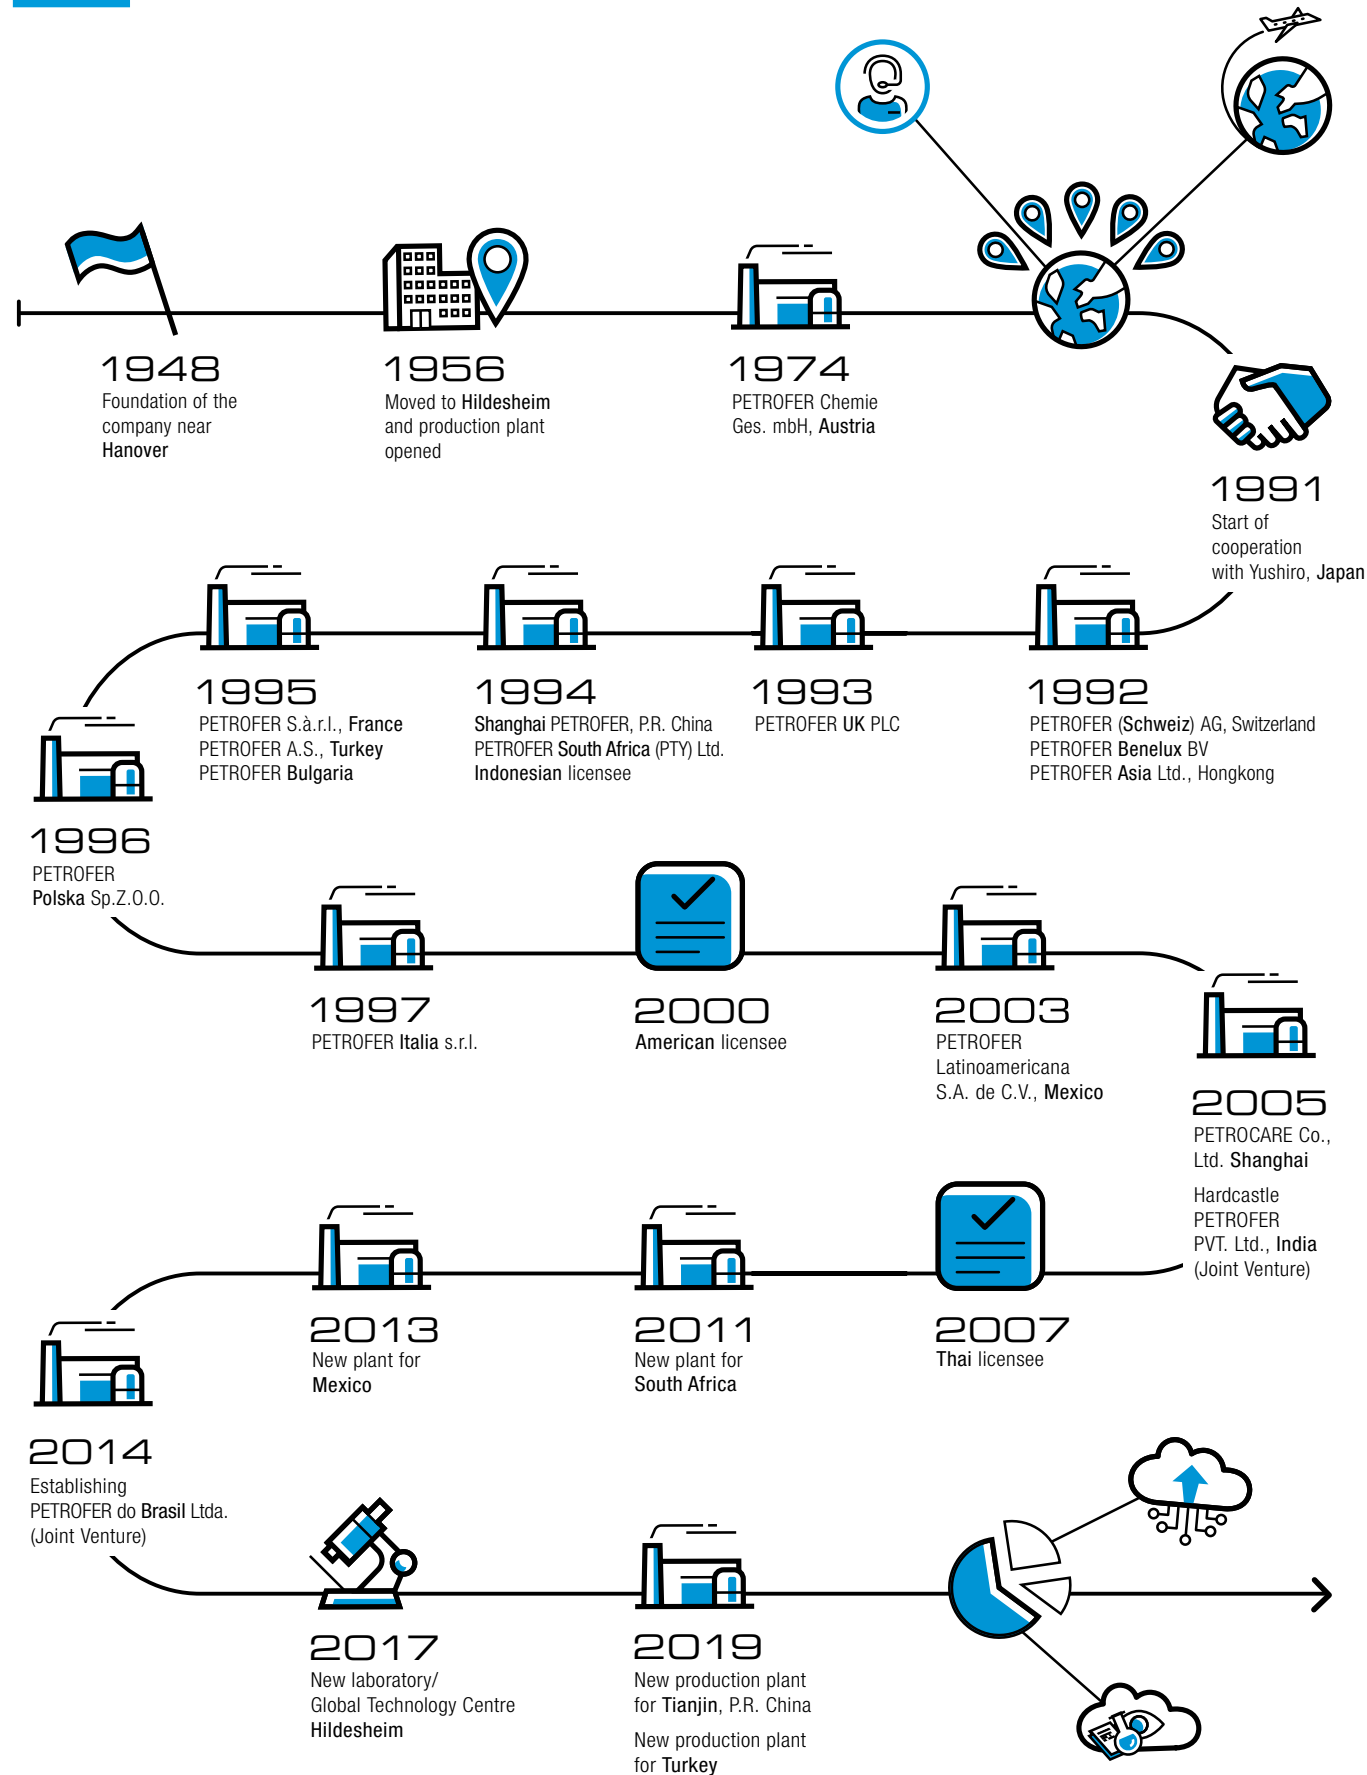 1948
Foundation of the
company near
Hanover
1956
Moved to Hildesheim
and production plant
opened
1974
PETROFER Chemie
Ges. mbH, Austria
1991
Start of
cooperation
with Yushiro, Japan
1992
PETROFER (Schweiz) AG, Switzerland
PETROFER Benelux BV
PETROFER Asia Ltd., Hongkong
1993
PETROFER UK PLC
1994
Shanghai PETROFER, P.R. China
PETROFER South Africa (PTY) Ltd.
Indonesian licensee
1995
PETROFER S.à.r.l., France
PETROFER A.S., Turkey
PETROFER Bulgaria
1996
PETROFER
Polska Sp.Z.O.O.
1997
PETROFER Italia s.r.l.
2000
American licensee
2003
PETROFER
Latinoamericana
S.A. de C.V., Mexico
2005
PETROCARE Co.,
Ltd. Shanghai
Hardcastle
PETROFER
PVT. Ltd., India
(Joint Venture)
2007
Thai licensee
2011
New plant for
South Africa
2013
New plant for
Mexico
2014
Establishing
PETROFER do Brasil Ltda.
(Joint Venture)
2017
New laboratory/
Global Technology Centre
Hildesheim
2019
New production plant
for Tianjin, P.R. China
New production plant
for Turkey